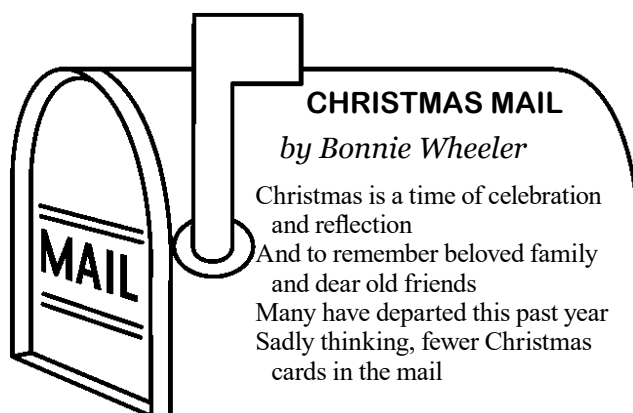 MAIL
CHRISTMAS MAIL
by Bonnie Wheeler
Christmas is a time of celebration
and reflection
And to remember beloved family
and dear old friends
Many have departed this past year
Sadly thinking, fewer Christmas
cards in the mail